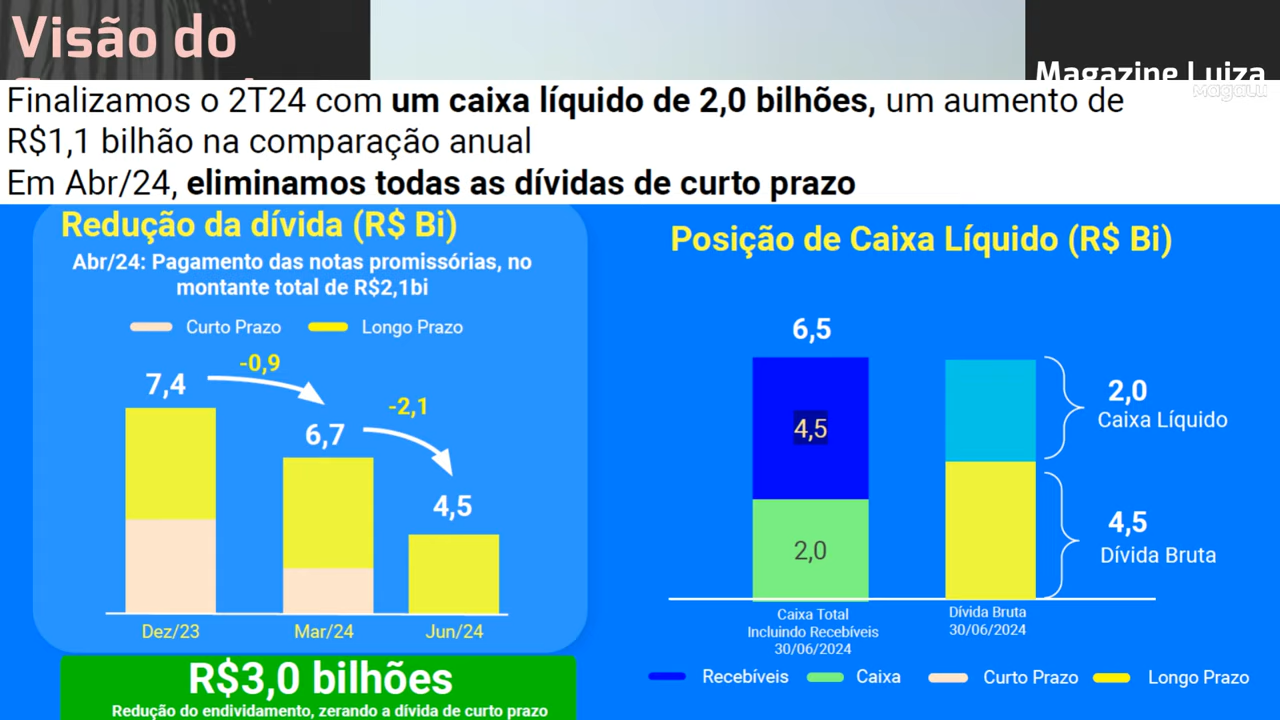 Visão do
Magazine Luiza
Magalu
Finalizamos o 2T24 com um caixa líquido de 2,0 bilhões, um aumento de
R$1,1 bilhão na comparação anual
Em Abr/24, eliminamos todas as dívidas de curto prazo
Redução da dívida (R$ Bi)
Abr/24: Pagamento das notas promissórias, no
montante total de R$2,1bi
Curto Prazo Longo Prazo
-0,9
7,4
-2,1
6,7
4,5
Dez/23 Mar/24 Jun/24
R$3,0 bilhões
Redução do endividamento, zerando a dívida de curto prazo
Posição de Caixa Líquido (R$ Bi)
6,5
4,5
2,0
2,0
Caixa Líquido
4,5
Dívida Bruta
Caixa Total
Incluindo Recebíveis
30/06/2024
Dívida Bruta
30/06/2024
Recebíveis Caixa Curto Prazo Longo Prazo